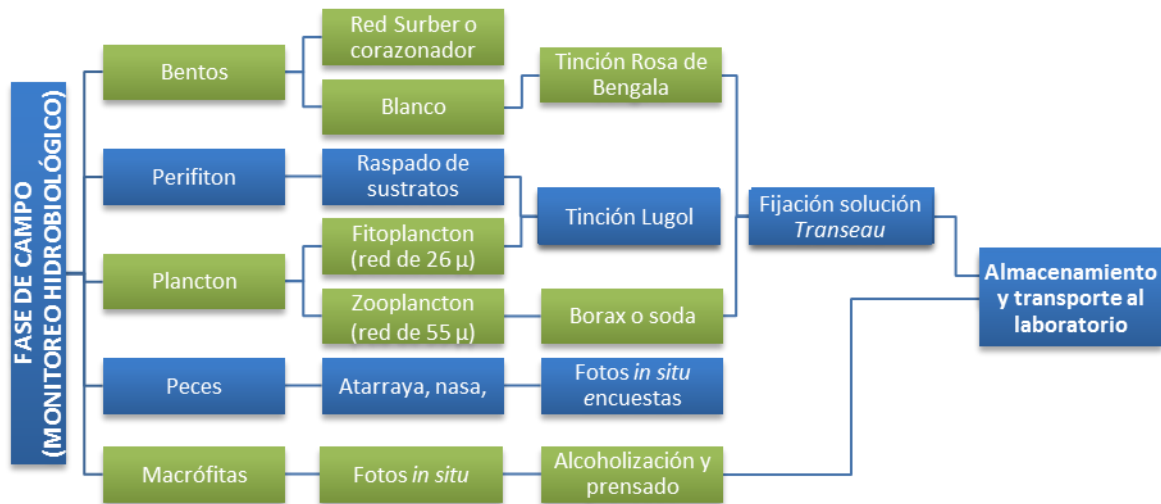 FASE DE CAMPO
(MONITOREO HIDROBIOLÓGICO)
Bentos
Red Surber o
corazonador
Blanco
Tinción Rosa de
Bengala
Perifiton
Raspado de
sustratos
Tinción Lugol
Plancton
Fitoplancton
(red de 26 µ)
Zooplancton
(red de 55 µ)
Borax o soda
Fijación solución
Transeau
Peces
Atarraya, nasa,
Fotos in situ
encuestas
Macrófitas
Fotos in situ
Alcoholización y
prensado
Almacenamiento
y transporte al
laboratorio